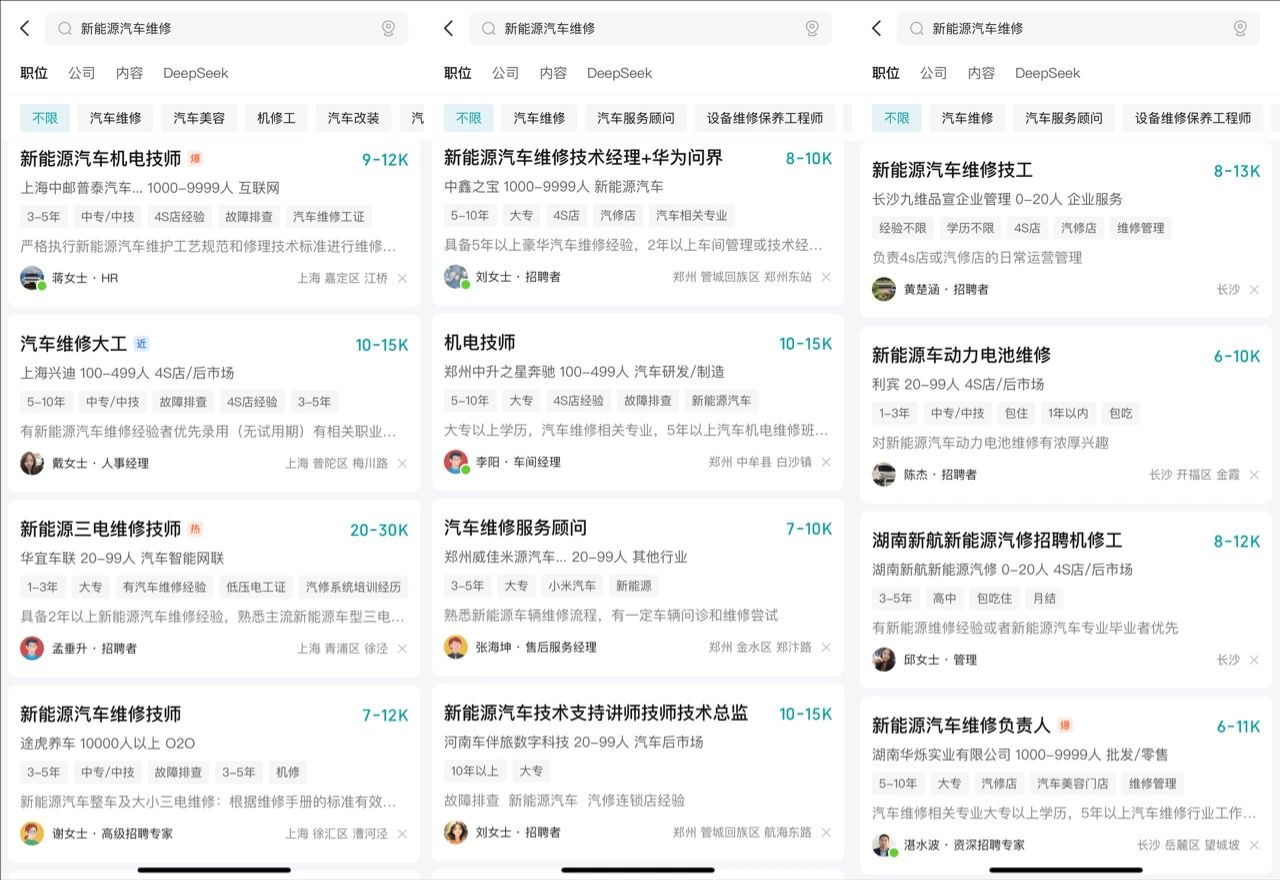 新能源汽车维修
职位 公司 内容 DeepSeek
不限 汽车维修 汽车美容 机修工 汽车改装 汽
新能源汽车机电技师 爆 9-12K
上海中邮普泰汽车... 1000-9999人 互联网
3-5年 中专/中技 4S店经验 故障排查 汽车维修工证
严格执行新能源汽车维护工艺规范和修理技术标准进行维修...
蒋女士 · HR 上海 嘉定区 江桥
汽车维修大工 近 10-15K
上海兴迪 100-499人 4S店/后市场
5-10年 中专/中技 故障排查 4S店经验 3-5年
有新能源汽车维修经验者优先录用（无试用期）有相关职业...
戴女士 · 人事经理 上海 普陀区 梅川路
新能源三电维修技师 热 20-30K
华宜车联 20-99人 汽车智能网联
1-3年 大专 有汽车维修经验 低压电工证 汽修系统培训经历
具备2年以上新能源汽车维修经验，熟悉主流新能源车型三电...
孟垂升 · 招聘者 上海 青浦区 徐泾
新能源汽车维修技师 7-12K
途虎养车 10000人以上 O2O
3-5年 中专/中技 故障排查 3-5年 机修
新能源汽车整车及大小三电维修：根据维修手册的标准有效...
谢女士 · 高级招聘专家 上海 徐汇区 漕河泾
新能源汽车维修
职位 公司 内容 DeepSeek
不限 汽车维修 汽车服务顾问 设备维修保养工程师
新能源汽车维修技术经理+华为问界 8-10K
中鑫之宝 1000-9999人 新能源汽车
5-10年 大专 4S店 汽修店 汽车相关专业
具备5年以上豪华汽车维修经验，2年以上车间管理或技术经...
刘女士 · 招聘者 郑州 管城回族区 郑州东站
机电技师 10-15K
郑州中升之星奔驰 100-499人 汽车研发/制造
5-10年 大专 4S店经验 故障排查 新能源汽车
大专以上学历，汽车维修相关专业，5年以上汽车机电维修班...
李阳 · 车间经理 郑州 中牟县 白沙镇
汽车维修服务顾问 7-10K
郑州威佳米源汽车... 20-99人 其他行业
3-5年 大专 小米汽车 新能源
熟悉新能源车辆维修流程，有一定车辆问诊和维修尝试
张海坤 · 售后服务经理 郑州 金水区 郑汴路
新能源汽车技术支持讲师技师技术总监 10-15K
河南车伴旅数字科技 20-99人 汽车后市场
10年以上 大专
故障排查 新能源汽车 汽修连锁店经验
刘女士 · 招聘者 郑州 管城回族区 航海东路
新能源汽车维修
职位 公司 内容 DeepSeek
不限 汽车维修 汽车服务顾问 设备维修保养工程师
新能源汽车维修技工 8-13K
长沙九维品宣企业管理 0-20人 企业服务
经验不限 学历不限 4S店 汽修店 维修管理
负责4s店或汽修店的日常运营管理
黄楚涵 · 招聘者 长沙
新能源车动力电池维修 6-10K
利宾 20-99人 4S店/后市场
1-3年 中专/中技 包住 1年以内 包吃
对新能源汽车动力电池维修有浓厚兴趣
陈杰 · 招聘者 长沙 开福区 金霞
湖南新航新能源汽修招聘机修工 8-12K
湖南新航新能源汽修 0-20人 4S店/后市场
3-5年 高中 包吃住 月结
有新能源维修经验或者新能源汽车专业毕业者优先
邱女士 · 管理 长沙
新能源汽车维修负责人 爆 6-11K
湖南华烁实业有限公司 1000-9999人 批发/零售
5-10年 大专 汽修店 汽车美容门店 维修管理
汽车维修相关专业大专以上学历，5年以上汽车维修行业工作...
湛水波 · 资深招聘专家 长沙 岳麓区 望城坡